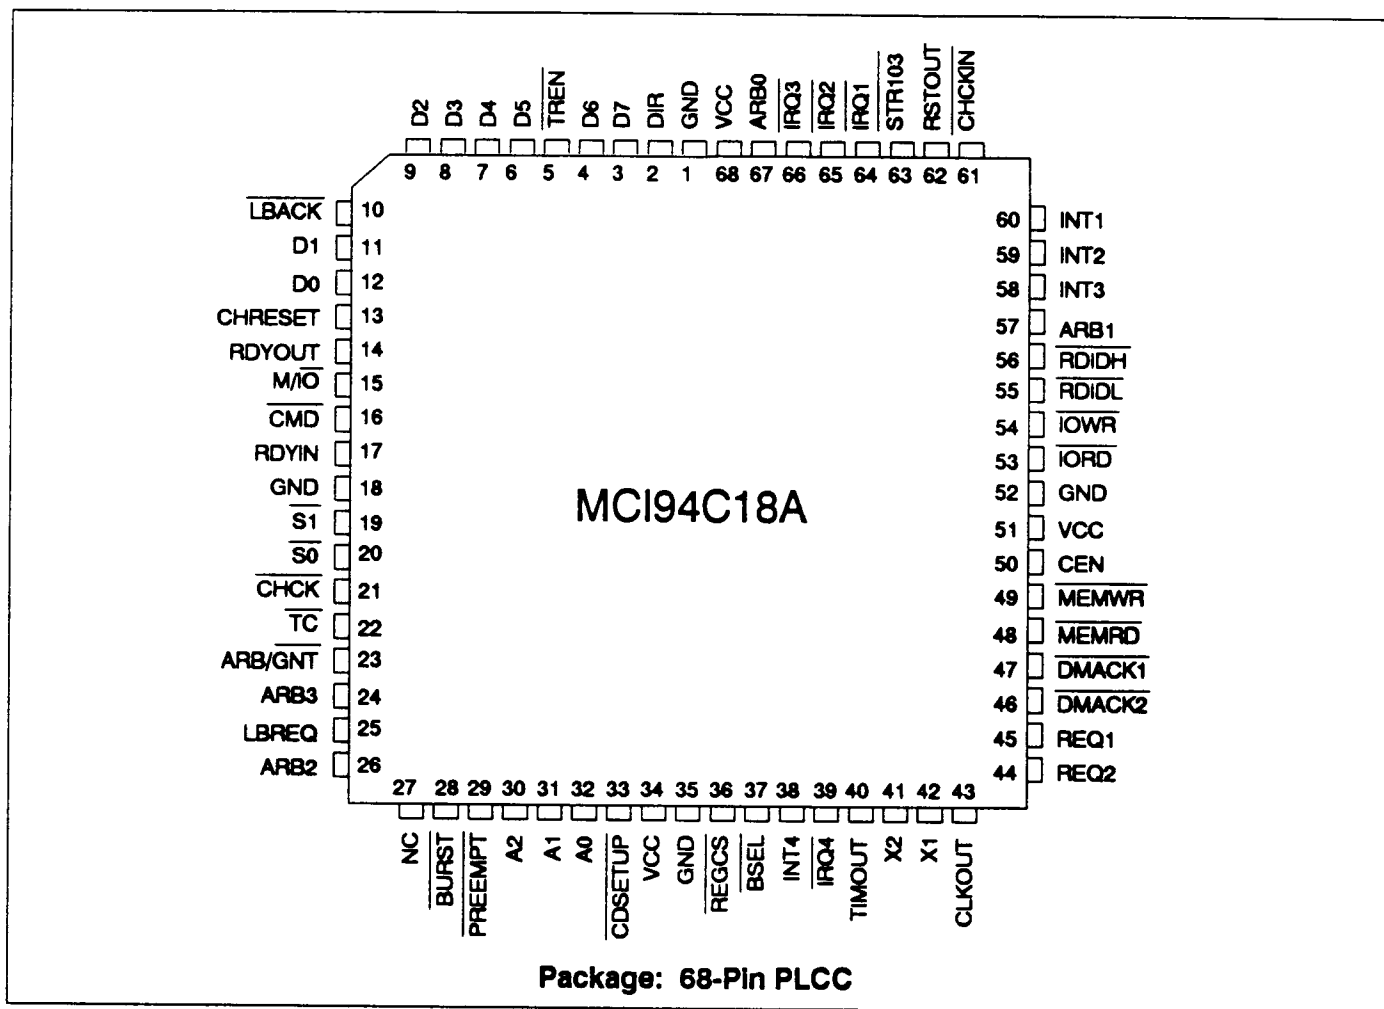 D2 D3 D4 D5 TREN D6 D7 DIR GND VCC ARB0 IRQ3 IRQ2 IRQ1 STR103 RSTOUT CHCKIN
9 8 7 6 5 4 3 2 1 68 67 66 65 64 63 62 61
LBACK 10
D1 11
D0 12
CHRESET 13
RDYOUT 14
M/IO 15
CMD 16
RDYIN 17
GND 18
S1 19
S0 20
CHCK 21
TC 22
ARB/GNT 23
ARB3 24
LBREQ 25
ARB2 26
MCI94C18A
60 INT1
59 INT2
58 INT3
57 ARB1
56 RDIDH
55 RDIDL
54 IOWR
53 IORD
52 GND
51 VCC
50 CEN
49 MEMWR
48 MEMRD
47 DMACK1
46 DMACK2
45 REQ1
44 REQ2
27 28 29 30 31 32 33 34 35 36 37 38 39 40 41 42 43
NC BURST PREEMPT A2 A1 A0 CDSETUP VCC GND REGCS BSEL INT4 IRQ4 TIMOUT X2 X1 CLKOUT
Package: 68-Pin PLCC